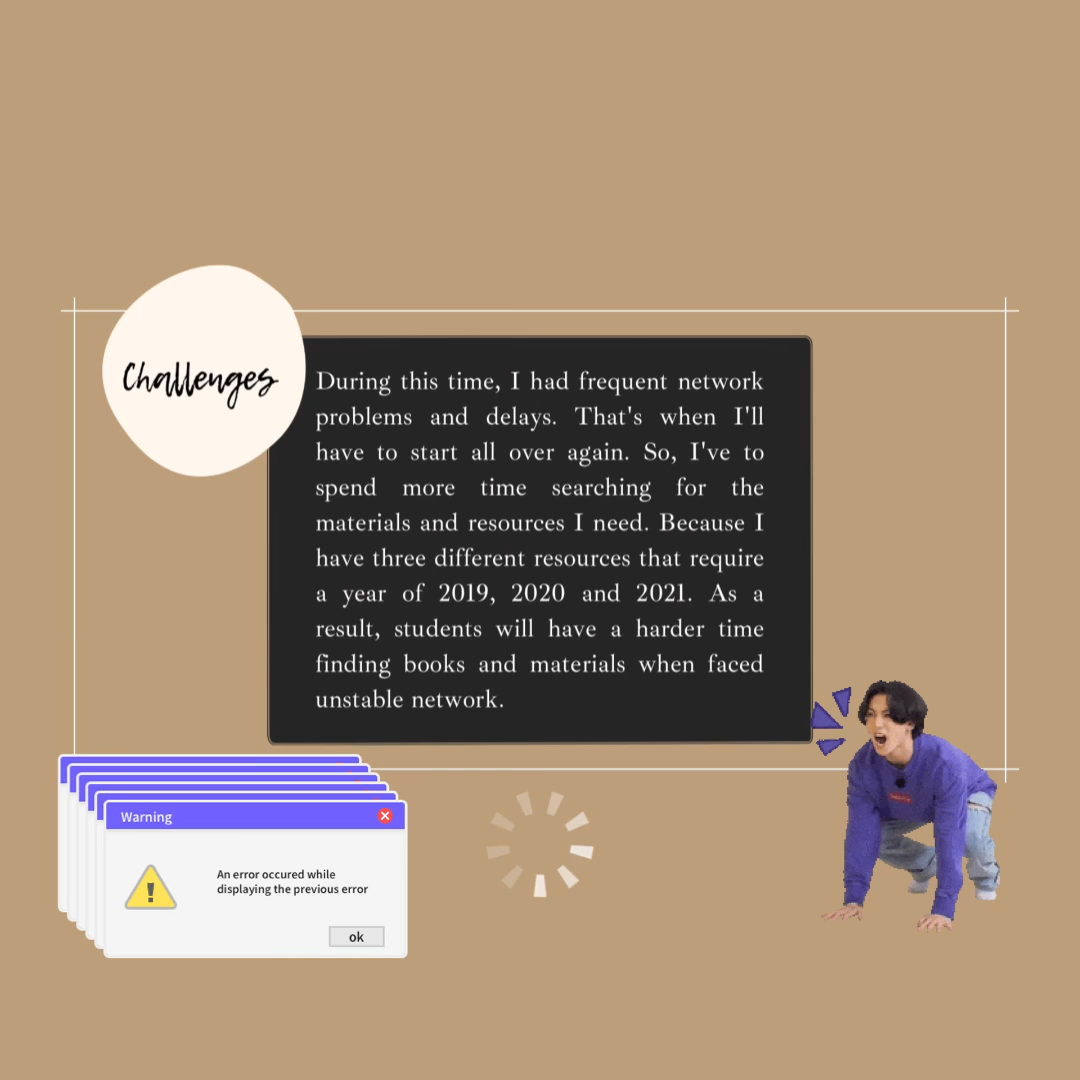 Challenges
During this time, I had frequent network
problems and delays. That's when I'll
have to start all over again. So, I've to
spend more time searching for the
materials and resources I need. Because I
have three different resources that require
a year of 2019, 2020 and 2021. As a
result, students will have a harder time
finding books and materials when faced
unstable network.
Warning
An error occured while
displaying the previous error
ok